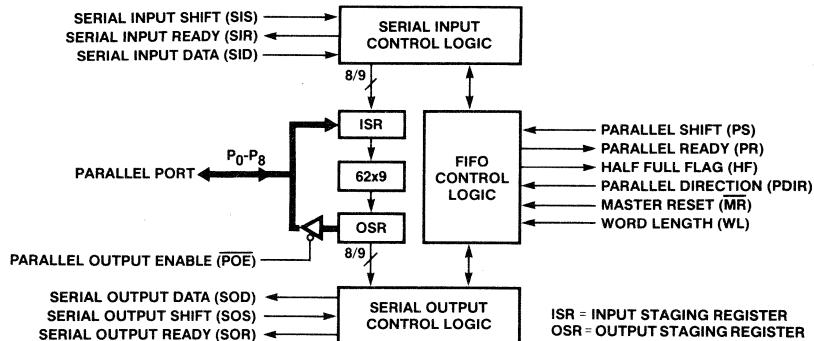 SERIAL INPUT SHIFT (SIS)
SERIAL INPUT READY (SIR)
SERIAL INPUT DATA (SID)
SERIAL INPUT
CONTROL LOGIC
8/9
ISR
P0-P8
PARALLEL PORT
62x9
OSR
8/9
PARALLEL OUTPUT ENABLE (P̅O̅E̅)
FIFO
CONTROL
LOGIC
PARALLEL SHIFT (PS)
PARALLEL READY (PR)
HALF FULL FLAG (HF)
PARALLEL DIRECTION (PDIR)
MASTER RESET (M̅R̅)
WORD LENGTH (WL)
SERIAL OUTPUT DATA (SOD)
SERIAL OUTPUT SHIFT (SOS)
SERIAL OUTPUT READY (SOR)
SERIAL OUTPUT
CONTROL LOGIC
ISR = INPUT STAGING REGISTER
OSR = OUTPUT STAGING REGISTER